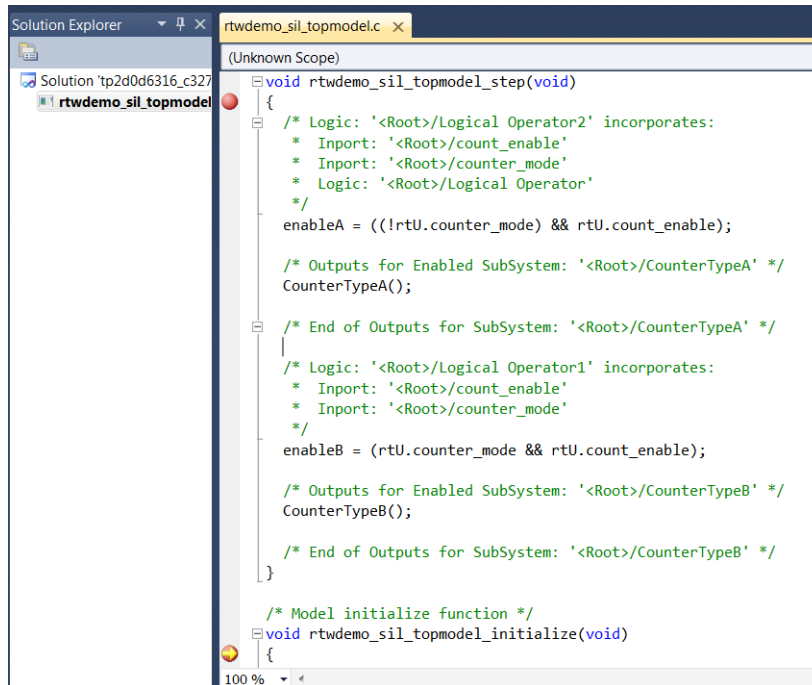 Solution Explorer
rtwdemo_sil_topmodel.c
(Unknown Scope)
Solution 'tp2d0d6316_c327
rtwdemo_sil_topmodel
void rtwdemo_sil_topmodel_step(void)
{
/* Logic: '<Root>/Logical Operator2' incorporates:
*  Inport: '<Root>/count_enable'
*  Inport: '<Root>/counter_mode'
*  Logic: '<Root>/Logical Operator'
*/
enableA = ((!rtU.counter_mode) && rtU.count_enable);
/* Outputs for Enabled SubSystem: '<Root>/CounterTypeA' */
CounterTypeA();
/* End of Outputs for SubSystem: '<Root>/CounterTypeA' */
/* Logic: '<Root>/Logical Operator1' incorporates:
*  Inport: '<Root>/count_enable'
*  Inport: '<Root>/counter_mode'
*/
enableB = (rtU.counter_mode && rtU.count_enable);
/* Outputs for Enabled SubSystem: '<Root>/CounterTypeB' */
CounterTypeB();
/* End of Outputs for SubSystem: '<Root>/CounterTypeB' */
}
/* Model initialize function */
void rtwdemo_sil_topmodel_initialize(void)
{
100 %